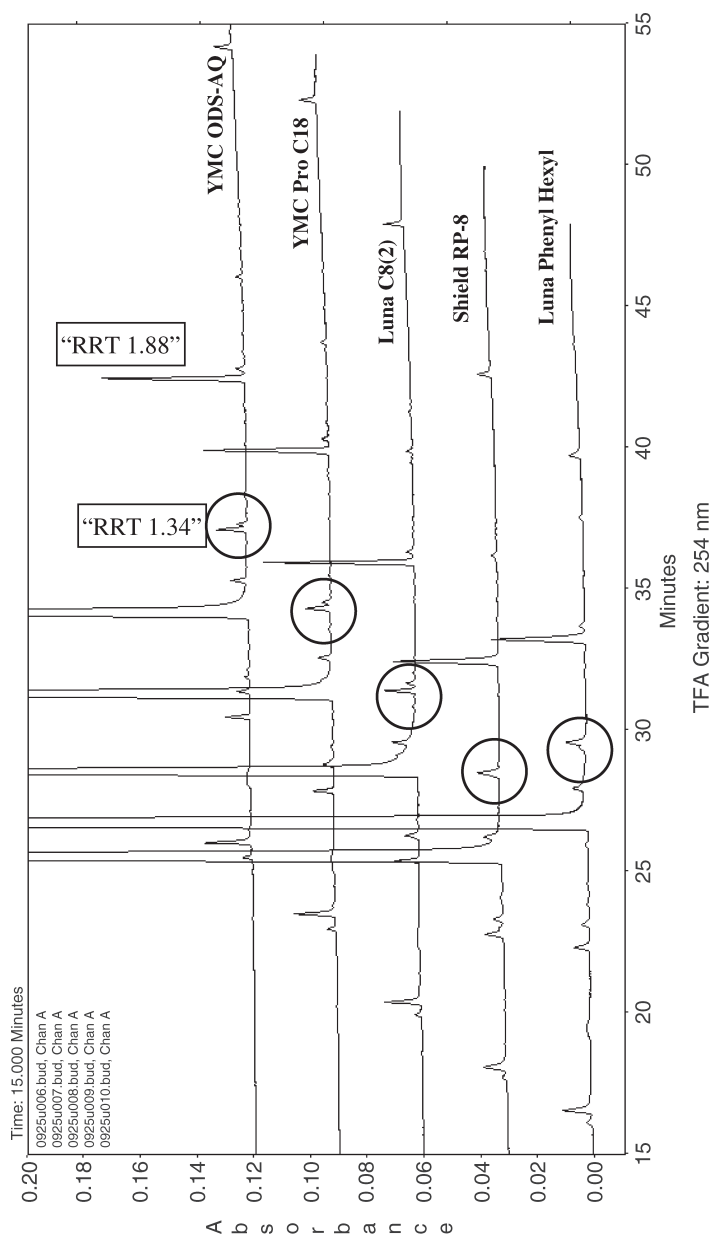 Time: 15.000 Minutes
0925u006.bud, Chan A
0925u007.bud, Chan A
0925u008.bud, Chan A
0925u009.bud, Chan A
0925u010.bud, Chan A
0.20
0.18
0.16
0.14
0.12
0.10
0.08
0.06
0.04
0.02
0.00
Absorbance
“RRT 1.34”
“RRT 1.88”
YMC ODS-AQ
YMC Pro C18
Luna C8(2)
Shield RP-8
Luna Phenyl Hexyl
15
20
25
30
35
40
45
50
55
Minutes
TFA Gradient: 254 nm